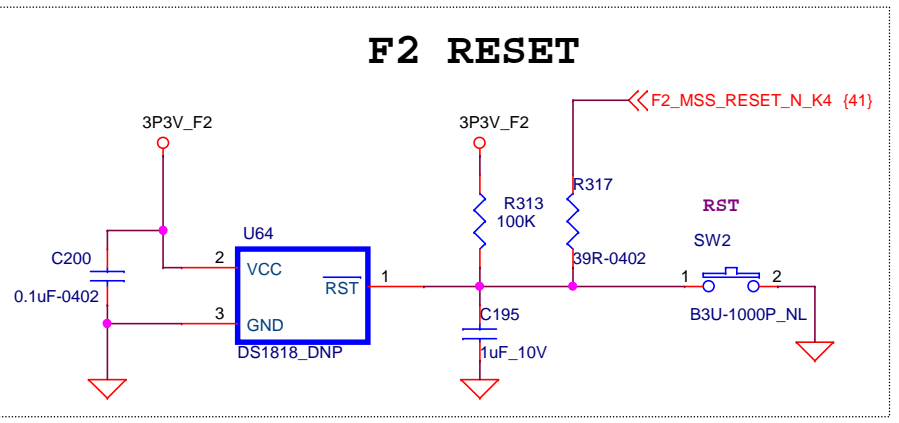 F2 RESET
F2_MSS_RESET_N_K4 {41}
3P3V_F2
3P3V_F2
R317
R313
100K
RST
U64
SW2
C200
2
VCC
39R-0402
1
RST
1
2
0.1uF-0402
3
GND
C195
B3U-1000P_NL
DS1818_DNP
1uF_10V